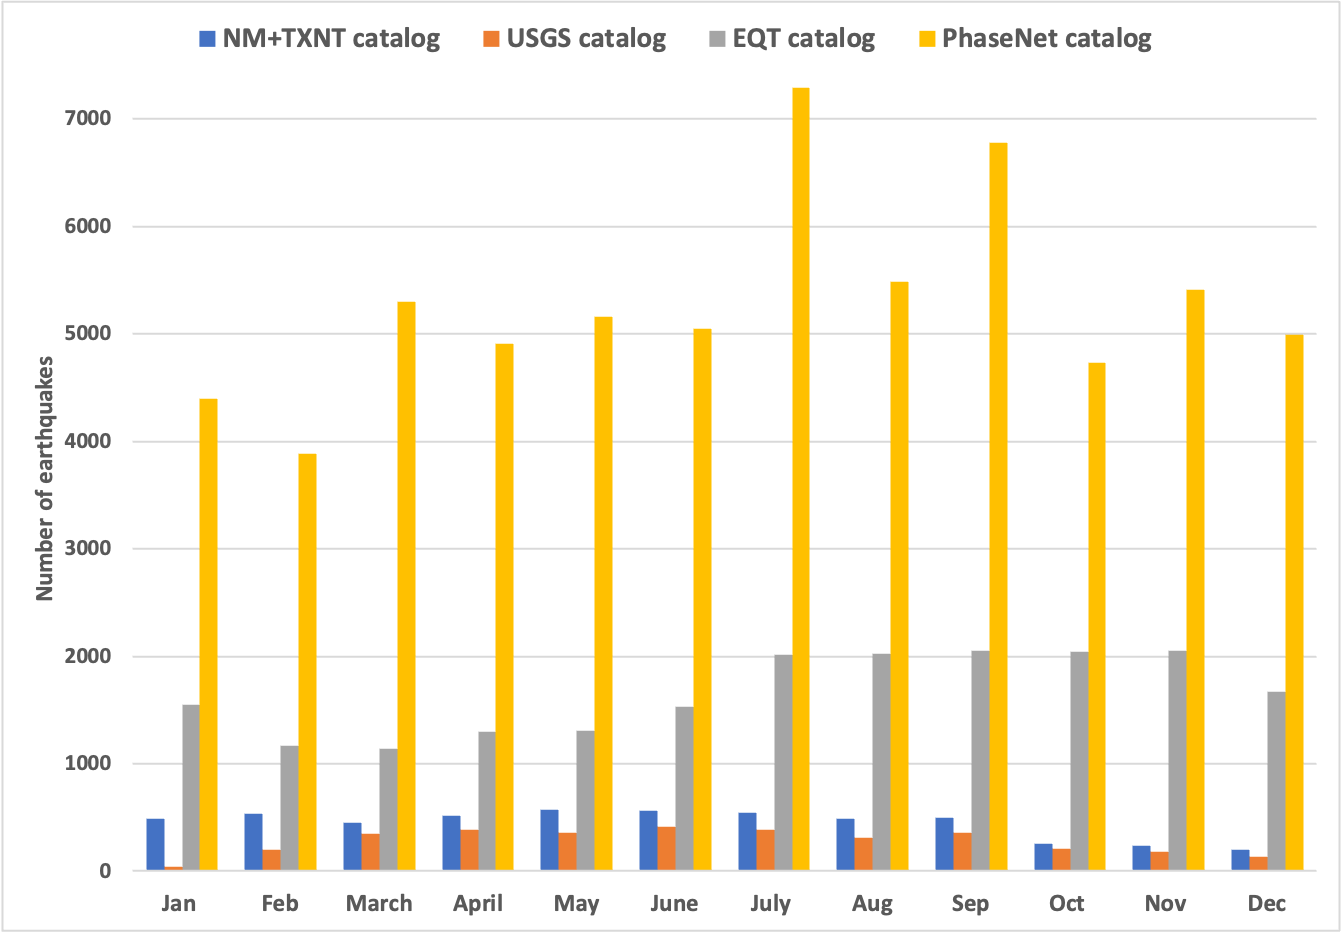 NM+TXNT catalog USGS catalog EQT catalog PhaseNet catalog
7000
6000
5000
4000
3000
2000
1000
0
Number of earthquakes
Jan Feb March April May June July Aug Sep Oct Nov Dec